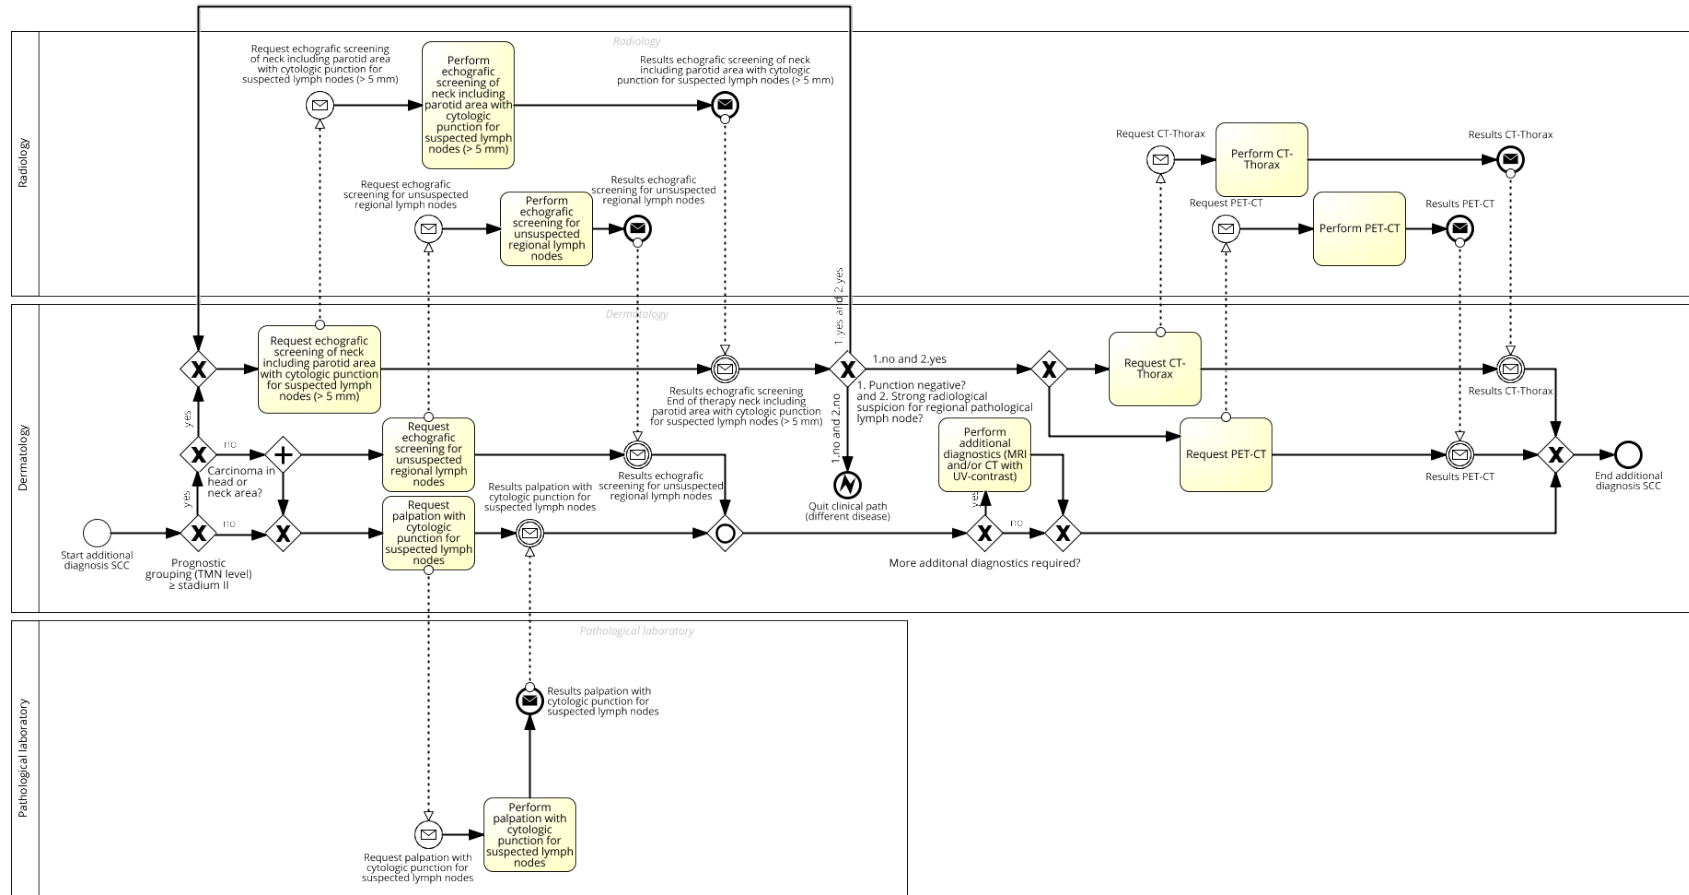 Radiology
Radiology
Request echografic screening
of neck including parotid area
with cytologic punction for
suspected lymph nodes (> 5 mm)
Perform
echografic
screening of
neck including
parotid area with
cytologic
punction for
suspected lymph
nodes (> 5 mm)
Results echografic screening of neck
including parotid area with cytologic
punction for suspected lymph nodes (> 5 mm)
Request echografic
screening for unsuspected
regional lymph nodes
Perform
echografic
screening for
unsuspected
regional lymph
nodes
Results echografic
screening for unsuspected
regional lymph nodes
Request CT-Thorax
Perform CT-
Thorax
Results CT-Thorax
Request PET-CT
Perform PET-CT
Results PET-CT
Dermatology
Dermatology
1.yes and 2.yes
Request echografic
screening of neck
including parotid area
with cytologic punction
for suspected lymph
nodes (> 5 mm)
Results echografic screening
End of therapy neck including
parotid area with cytologic punction
for suspected lymph nodes (> 5 mm)
1.no and 2.yes
1. Punction negative?
and 2. Strong radiological
suspicion for regional pathological
lymph node?
1.no and 2.no
Quit clinical path
(different disease)
Request CT-
Thorax
Results CT-Thorax
Request PET-CT
Results PET-CT
yes
no
Carcinoma in
head or
neck area?
Request
echografic
screening for
unsuspected
regional lymph
nodes
Results echografic
screening for unsuspected
regional lymph nodes
Perform
additional
diagnostics (MRI
and/or CT with
UV-contrast)
yes
no
More additonal diagnostics required?
End additional
diagnosis SCC
Start additional
diagnosis SCC
yes
no
Prognostic
grouping (TMN level)
≥ stadium II
Request
palpation with
cytologic
punction for
suspected lymph
nodes
Results palpation with
cytologic punction for
suspected lymph nodes
Pathological laboratory
Pathological laboratory
Results palpation with
cytologic punction for
suspected lymph nodes
Perform
palpation with
cytologic
punction for
suspected lymph
nodes
Request palpation with
cytologic punction for
suspected lymph nodes